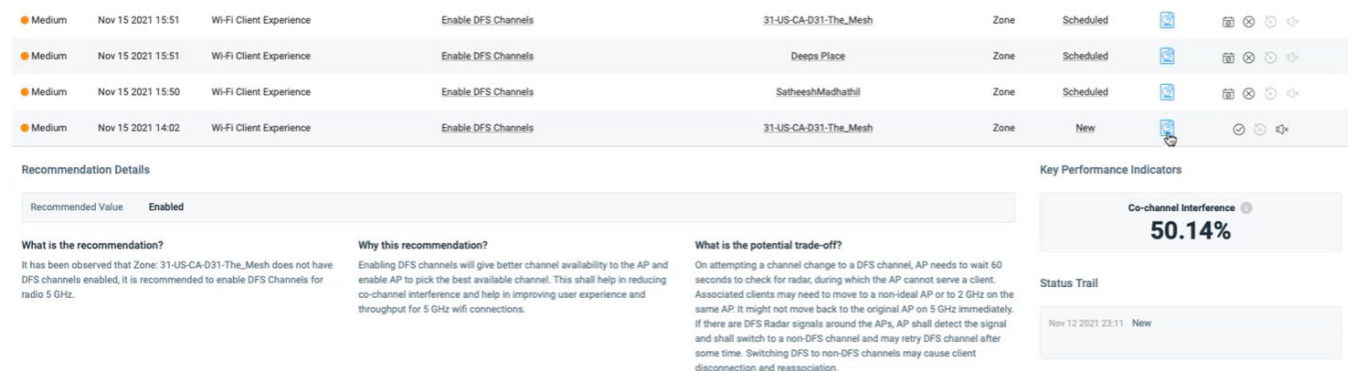 Medium Nov 15 2021 15:51 Wi-Fi Client Experience Enable DFS Channels 31-US-CA-D31-The_Mesh Zone Scheduled
Medium Nov 15 2021 15:51 Wi-Fi Client Experience Enable DFS Channels Deeps Place Zone Scheduled
Medium Nov 15 2021 15:50 Wi-Fi Client Experience Enable DFS Channels SatheeshMadhathil Zone Scheduled
Medium Nov 15 2021 14:02 Wi-Fi Client Experience Enable DFS Channels 31-US-CA-D31-The_Mesh Zone New
Recommendation Details
Recommended Value Enabled
What is the recommendation?
It has been observed that Zone: 31-US-CA-D31-The_Mesh does not have
DFS channels enabled, it is recommended to enable DFS Channels for
radio 5 GHz.
Why this recommendation?
Enabling DFS channels will give better channel availability to the AP and
enable AP to pick the best available channel. This shall help in reducing
co-channel interference and help in improving user experience and
throughput for 5 GHz wifi connections.
What is the potential trade-off?
On attempting a channel change to a DFS channel, AP needs to wait 60
seconds to check for radar, during which the AP cannot serve a client.
Associated clients may need to move to a non-ideal AP or to 2 GHz on the
same AP. It might not move back to the original AP on 5 GHz immediately.
If there are DFS Radar signals around the APs, AP shall detect the signal
and shall switch to a non-DFS channel and may retry DFS channel after
some time. Switching DFS to non-DFS channels may cause client
disconnection and reassociation.
Key Performance Indicators
Co-channel Interference
50.14%
Status Trail
Nov 12 2021 23:11 New